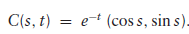 C(s, t) = e⁻ᵗ (cos s, sin s).